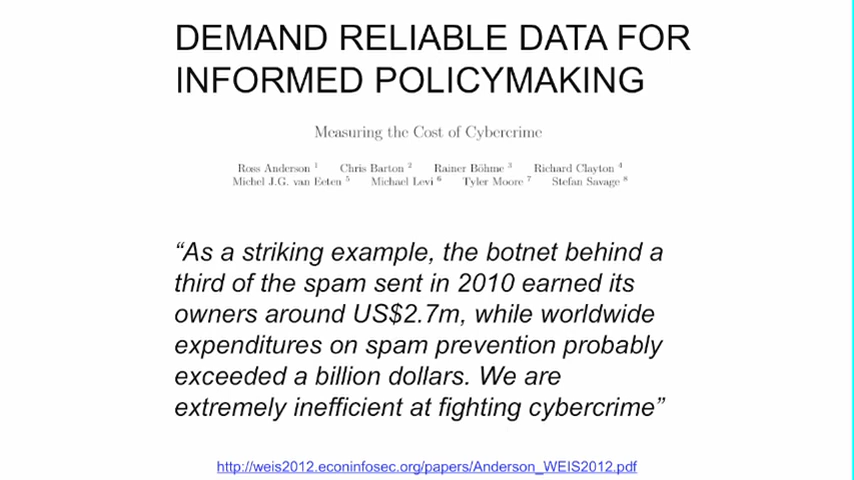 DEMAND RELIABLE DATA FOR
INFORMED POLICYMAKING
Measuring the Cost of Cybercrime
Ross Anderson 1 Chris Barton 2 Rainer Böhme 3 Richard Clayton 4
Michel J.G. van Eeten 5 Michael Levi 6 Tyler Moore 7 Stefan Savage 8
“As a striking example, the botnet behind a
third of the spam sent in 2010 earned its
owners around US$2.7m, while worldwide
expenditures on spam prevention probably
exceeded a billion dollars. We are
extremely inefficient at fighting cybercrime”
http://weis2012.econinfosec.org/papers/Anderson_WEIS2012.pdf